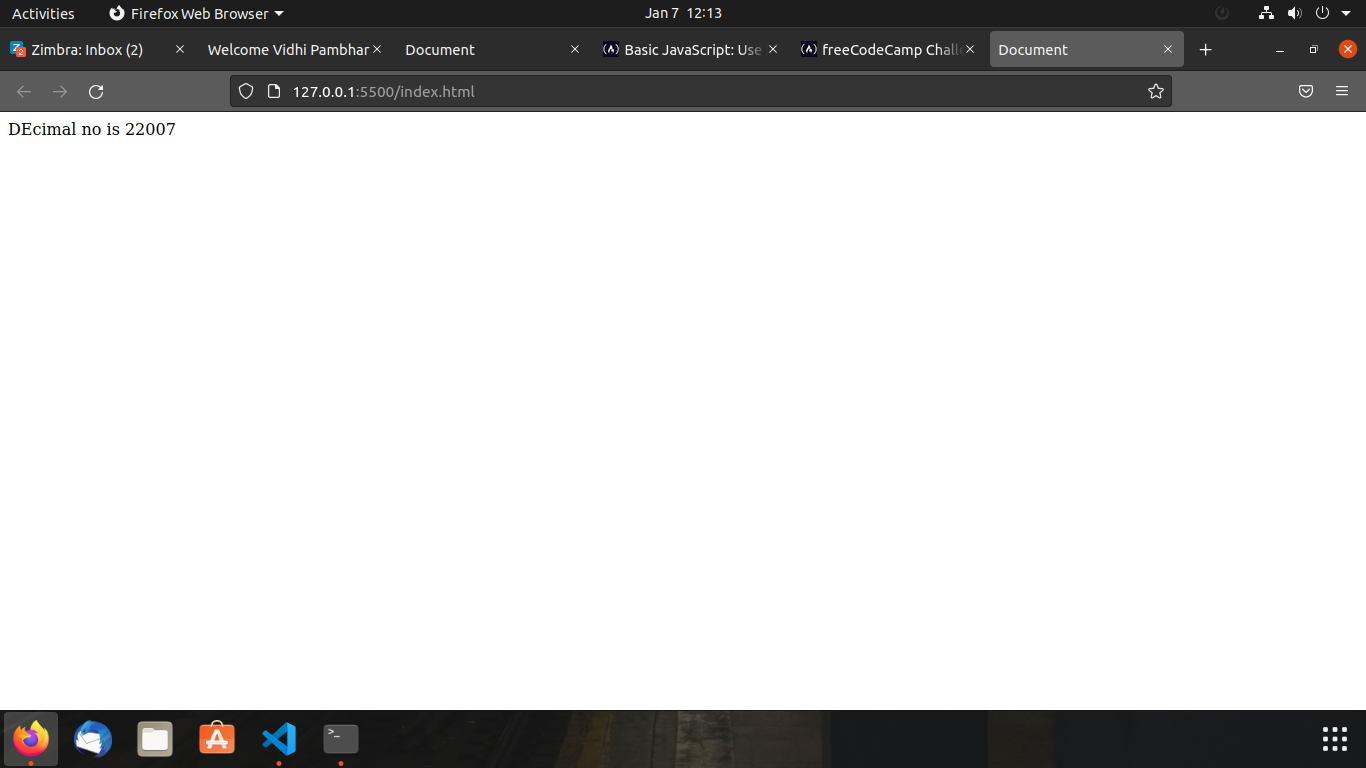 Activities Firefox Web Browser Jan 7 12:13
Zimbra: Inbox (2) Welcome Vidhi Pambhar Document Basic JavaScript: Use freeCodeCamp Challe Document
127.0.0.1:5500/index.html
DEcimal no is 22007